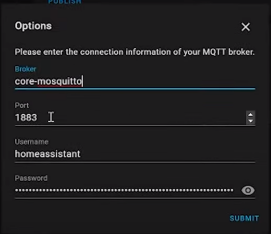 PUBLISH
Options
Please enter the connection information of your MQTT broker.
Broker
core-mosquitto
Port
1883
Username
homeassistant
Password
••••••••••••••••••••••••••••••••••••••••••••••••
SUBMIT